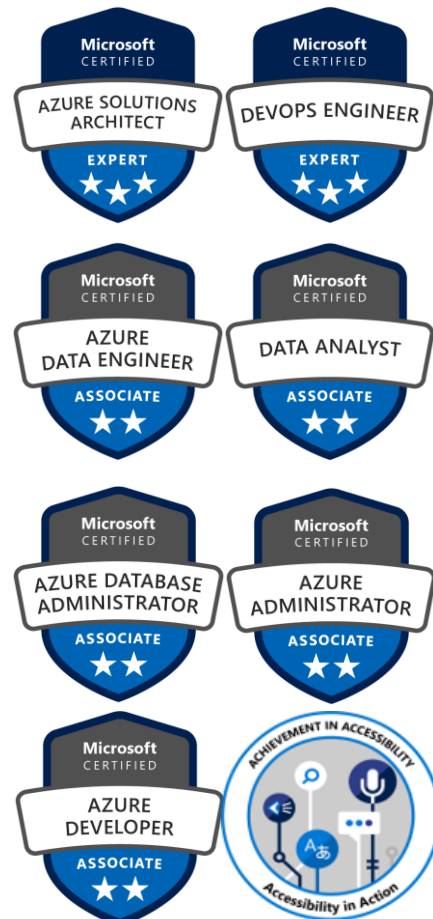 Microsoft
CERTIFIED
AZURE SOLUTIONS
ARCHITECT
EXPERT
Microsoft
CERTIFIED
DEVOPS ENGINEER
EXPERT
Microsoft
CERTIFIED
AZURE
DATA ENGINEER
ASSOCIATE
Microsoft
CERTIFIED
DATA ANALYST
ASSOCIATE
Microsoft
CERTIFIED
AZURE DATABASE
ADMINISTRATOR
ASSOCIATE
Microsoft
CERTIFIED
AZURE
ADMINISTRATOR
ASSOCIATE
Microsoft
CERTIFIED
AZURE
DEVELOPER
ASSOCIATE
ACHIEVEMENT IN ACCESSIBILITY
Aあ
Accessibility in Action